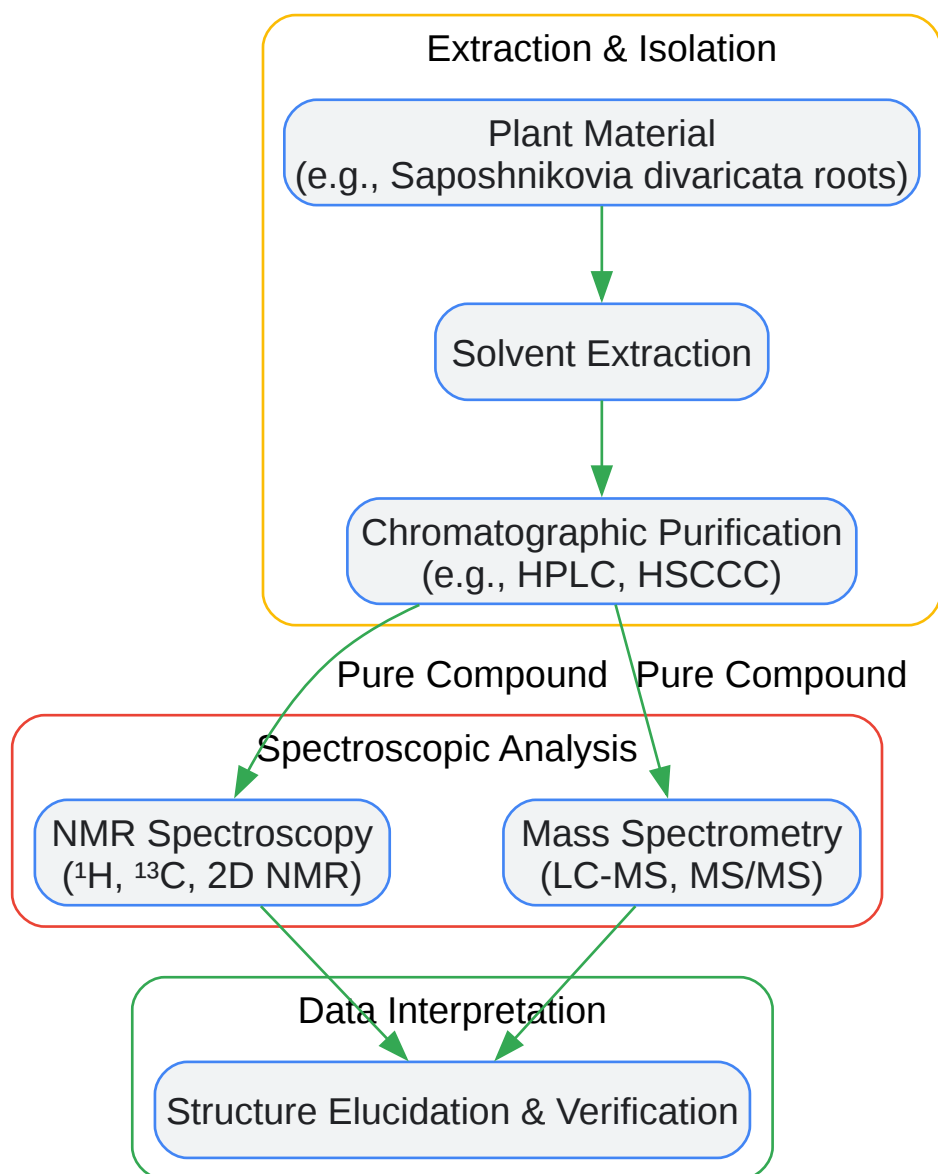 Extraction & Isolation
Plant Material
(e.g., Saposhnikovia divaricata roots)
Solvent Extraction
Chromatographic Purification
(e.g., HPLC, HSCCC)
Pure Compound
Pure Compound
Spectroscopic Analysis
NMR Spectroscopy
(¹H, ¹³C, 2D NMR)
Mass Spectrometry
(LC-MS, MS/MS)
Data Interpretation
Structure Elucidation & Verification